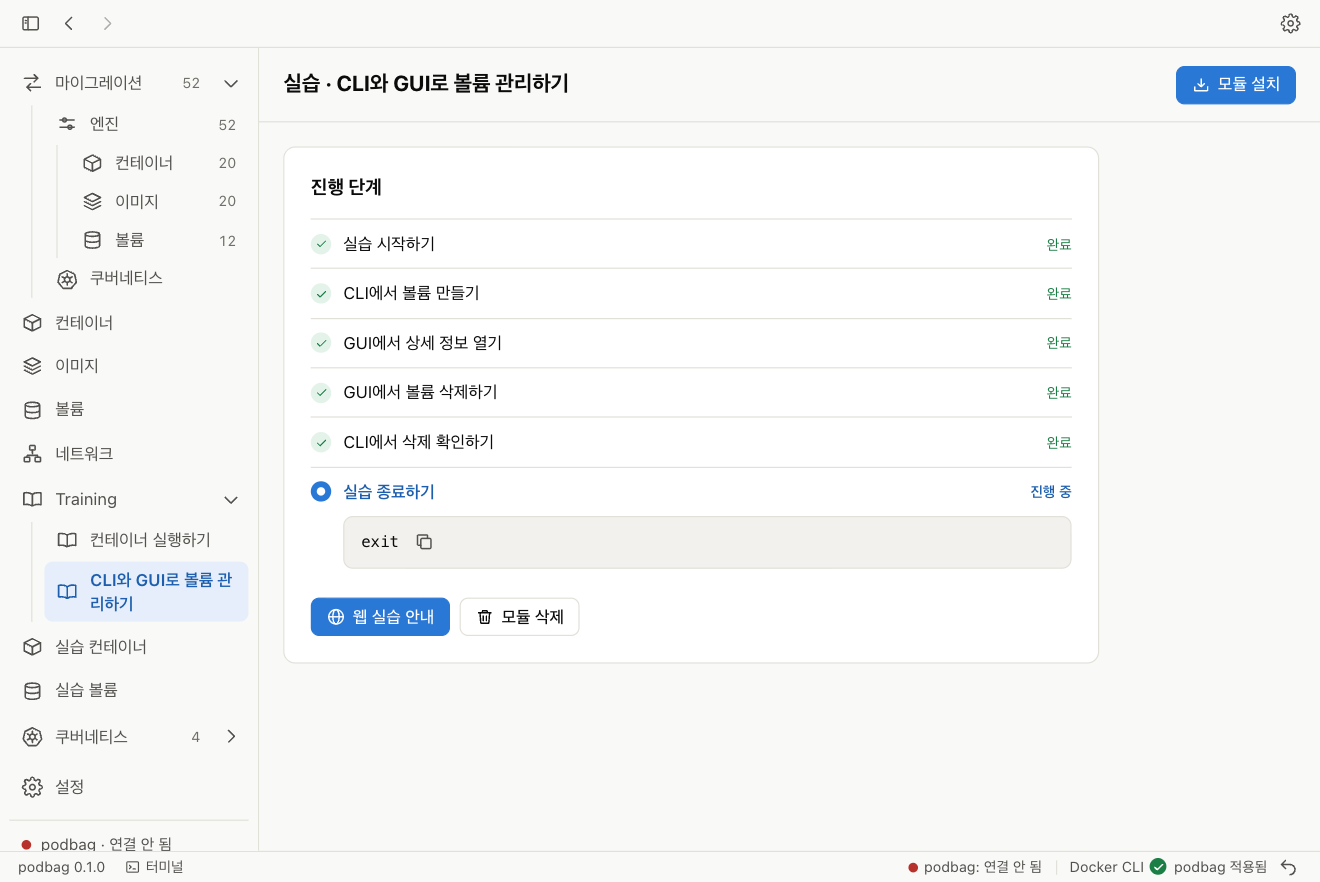 마이그레이션 52
엔진 52
컨테이너 20
이미지 20
볼륨 12
쿠버네티스
컨테이너
이미지
볼륨
네트워크
Training
컨테이너 실행하기
CLI와 GUI로 볼륨 관
리하기
실습 컨테이너
실습 볼륨
쿠버네티스 4
설정
podbag · 연결 안 됨
실습 · CLI와 GUI로 볼륨 관리하기
모듈 설치
진행 단계
실습 시작하기 완료
CLI에서 볼륨 만들기 완료
GUI에서 상세 정보 열기 완료
GUI에서 볼륨 삭제하기 완료
CLI에서 삭제 확인하기 완료
실습 종료하기 진행 중
exit
웹 실습 안내 모듈 삭제
podbag 0.1.0 터미널 podbag: 연결 안 됨 Docker CLI podbag 적용됨